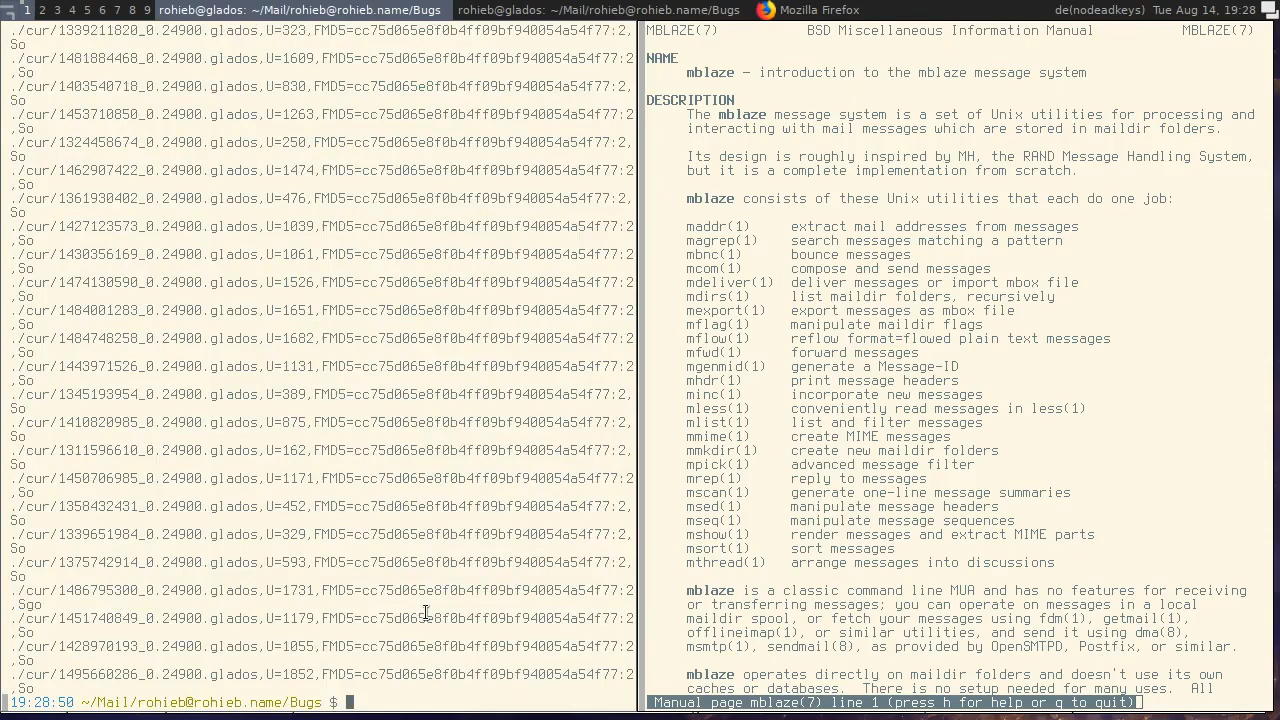 1 2 3 4 5 6 7 8 9 rohieb@glados: ~/Mail/rohieb@rohieb.name/Bugs rohieb@glados: ~/Mail/rohieb@rohieb.name/Bugs Mozilla Firefox de(nodeadkeys) Tue Aug 14, 19:28
./cur/1339211820_0.24900.glados,U=323,FMD5=cc75d065e8f0b4ff09bf940054a54f77:2,
So
./cur/1481884468_0.24900.glados,U=1609,FMD5=cc75d065e8f0b4ff09bf940054a54f77:2
,So
./cur/1403540718_0.24900.glados,U=830,FMD5=cc75d065e8f0b4ff09bf940054a54f77:2,
So
./cur/1453710850_0.24900.glados,U=1263,FMD5=cc75d065e8f0b4ff09bf940054a54f77:2
,So
./cur/1324458674_0.24900.glados,U=250,FMD5=cc75d065e8f0b4ff09bf940054a54f77:2,
So
./cur/1462907422_0.24900.glados,U=1474,FMD5=cc75d065e8f0b4ff09bf940054a54f77:2
,So
./cur/1361930402_0.24900.glados,U=476,FMD5=cc75d065e8f0b4ff09bf940054a54f77:2,
So
./cur/1427123573_0.24900.glados,U=1039,FMD5=cc75d065e8f0b4ff09bf940054a54f77:2
,So
./cur/1430356169_0.24900.glados,U=1061,FMD5=cc75d065e8f0b4ff09bf940054a54f77:2
,So
./cur/1474130590_0.24900.glados,U=1526,FMD5=cc75d065e8f0b4ff09bf940054a54f77:2
,So
./cur/1484001283_0.24900.glados,U=1651,FMD5=cc75d065e8f0b4ff09bf940054a54f77:2
,So
./cur/1484748258_0.24900.glados,U=1682,FMD5=cc75d065e8f0b4ff09bf940054a54f77:2
,So
./cur/1443971526_0.24900.glados,U=1131,FMD5=cc75d065e8f0b4ff09bf940054a54f77:2
,So
./cur/1345193954_0.24900.glados,U=389,FMD5=cc75d065e8f0b4ff09bf940054a54f77:2,
So
./cur/1410820985_0.24900.glados,U=875,FMD5=cc75d065e8f0b4ff09bf940054a54f77:2,
So
./cur/1311596610_0.24900.glados,U=162,FMD5=cc75d065e8f0b4ff09bf940054a54f77:2,
So
./cur/1450706985_0.24900.glados,U=1171,FMD5=cc75d065e8f0b4ff09bf940054a54f77:2
,So
./cur/1358432431_0.24900.glados,U=452,FMD5=cc75d065e8f0b4ff09bf940054a54f77:2,
So
./cur/1339651984_0.24900.glados,U=329,FMD5=cc75d065e8f0b4ff09bf940054a54f77:2,
So
./cur/1375742914_0.24900.glados,U=593,FMD5=cc75d065e8f0b4ff09bf940054a54f77:2,
So
./cur/1486795300_0.24900.glados,U=1731,FMD5=cc75d065e8f0b4ff09bf940054a54f77:2
,Sgo
./cur/1451740849_0.24900.glados,U=1179,FMD5=cc75d065e8f0b4ff09bf940054a54f77:2
,So
./cur/1428970193_0.24900.glados,U=1055,FMD5=cc75d065e8f0b4ff09bf940054a54f77:2
,So
./cur/1495660286_0.24900.glados,U=1852,FMD5=cc75d065e8f0b4ff09bf940054a54f77:2
,So
19:28:50 ~/Mail/rohieb@rohieb.name/Bugs $
MBLAZE(7) BSD Miscellaneous Information Manual MBLAZE(7)
NAME
mblaze – introduction to the mblaze message system
DESCRIPTION
The mblaze message system is a set of Unix utilities for processing and
interacting with mail messages which are stored in maildir folders.
Its design is roughly inspired by MH, the RAND Message Handling System,
but it is a complete implementation from scratch.
mblaze consists of these Unix utilities that each do one job:
maddr(1) extract mail addresses from messages
magrep(1) search messages matching a pattern
mbnc(1) bounce messages
mcom(1) compose and send messages
mdeliver(1) deliver messages or import mbox file
mdirs(1) list maildir folders, recursively
mexport(1) export messages as mbox file
mflag(1) manipulate maildir flags
mflow(1) reflow format=flowed plain text messages
mfwd(1) forward messages
mgenmid(1) generate a Message-ID
mhdr(1) print message headers
minc(1) incorporate new messages
mless(1) conveniently read messages in less(1)
mlist(1) list and filter messages
mmime(1) create MIME messages
mmkdir(1) create new maildir folders
mpick(1) advanced message filter
mrep(1) reply to messages
mscan(1) generate one-line message summaries
msed(1) manipulate message headers
mseq(1) manipulate message sequences
mshow(1) render messages and extract MIME parts
msort(1) sort messages
mthread(1) arrange messages into discussions
mblaze is a classic command line MUA and has no features for receiving
or transferring messages; you can operate on messages in a local
maildir spool, or fetch your messages using fdm(1), getmail(1),
offlineimap(1), or similar utilities, and send it using dma(8),
msmtp(1), sendmail(8), as provided by OpenSMTPD, Postfix, or similar.
mblaze operates directly on maildir folders and doesn't use its own
caches or databases.  There is no setup needed for many uses.  All
Manual page mblaze(7) line 1 (press h for help or q to quit)